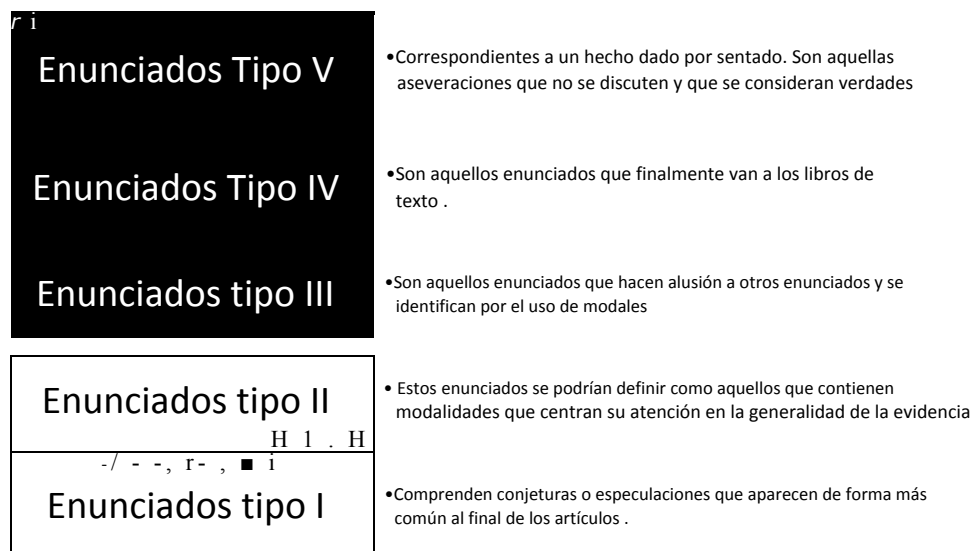 r i
Enunciados Tipo V
•Correspondientes a un hecho dado por sentado. Son aquellas
aseveraciones que no se discuten y que se consideran verdades
Enunciados Tipo IV
•Son aquellos enunciados que finalmente van a los libros de
texto .
Enunciados tipo III
•Son aquellos enunciados que hacen alusión a otros enunciados y se
identifican por el uso de modales
Enunciados tipo II
• Estos enunciados se podrían definir como aquellos que contienen
modalidades que centran su atención en la generalidad de la evidencia
H 1 . H
-/ - -, r- , ■ i
Enunciados tipo I
•Comprenden conjeturas o especulaciones que aparecen de forma más
común al final de los artículos .